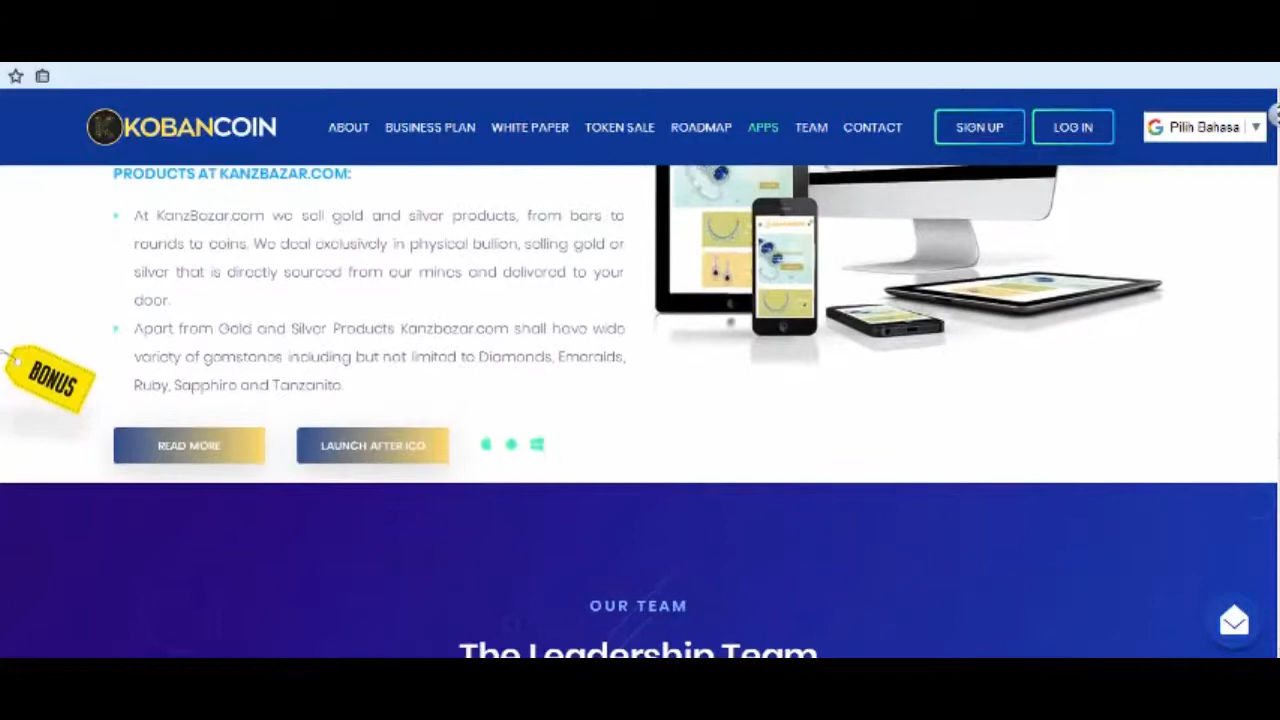 KOBANCOIN
ABOUT BUSINESS PLAN WHITE PAPER TOKEN SALE ROADMAP APPS TEAM CONTACT SIGN UP LOG IN Pilih Bahasa
PRODUCTS AT KANZBAZAR.COM:
At KanzBazar.com we sell gold and silver products, from bars to
rounds to coins. We deal exclusively in physical bullion, selling gold or
silver that is directly sourced from our mines and delivered to your
door.
Apart from Gold and Silver Products Kanzbazar.com shall have wide
variety of gemstones including but not limited to Diamonds, Emeralds,
Ruby, Sapphire and Tanzanite.
BONUS
READ MORE LAUNCH AFTER ICO
OUR TEAM
The Leadership Team